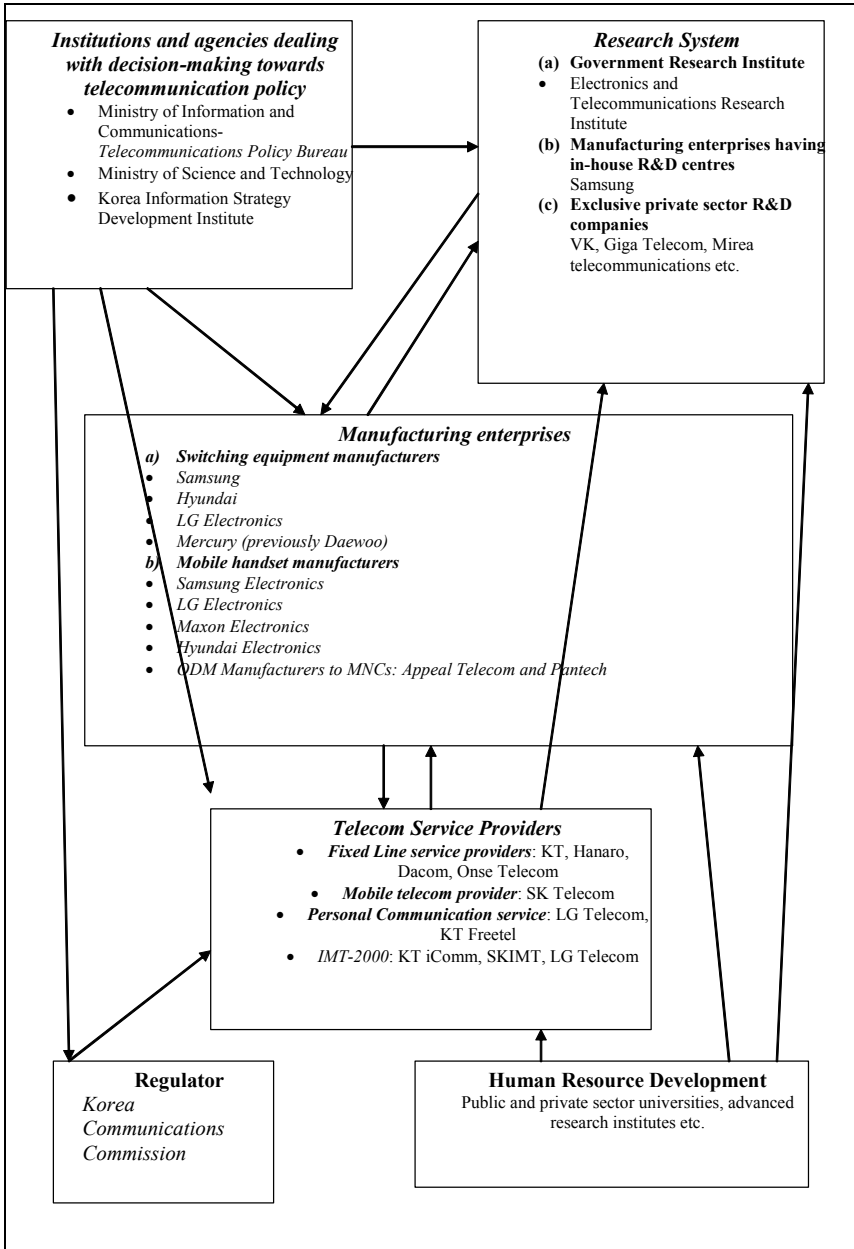 Institutions and agencies dealing
with decision-making towards
telecommunication policy
• Ministry of Information and
Communications-
Telecommunications Policy Bureau
• Ministry of Science and Technology
• Korea Information Strategy
Development Institute
Research System
(a) Government Research Institute
• Electronics and
Telecommunications Research
Institute
(b) Manufacturing enterprises having
in-house R&D centres
Samsung
(c) Exclusive private sector R&D
companies
VK, Giga Telecom, Mirea
telecommunications etc.
Manufacturing enterprises
a) Switching equipment manufacturers
• Samsung
• Hyundai
• LG Electronics
• Mercury (previously Daewoo)
b) Mobile handset manufacturers
• Samsung Electronics
• LG Electronics
• Maxon Electronics
• Hyundai Electronics
• ODM Manufacturers to MNCs: Appeal Telecom and Pantech
Telecom Service Providers
• Fixed Line service providers: KT, Hanaro,
Dacom, Onse Telecom
• Mobile telecom provider: SK Telecom
• Personal Communication service: LG Telecom,
KT Freetel
• IMT-2000: KT iComm, SKIMT, LG Telecom
Regulator
Korea
Communications
Commission
Human Resource Development
Public and private sector universities, advanced
research institutes etc.